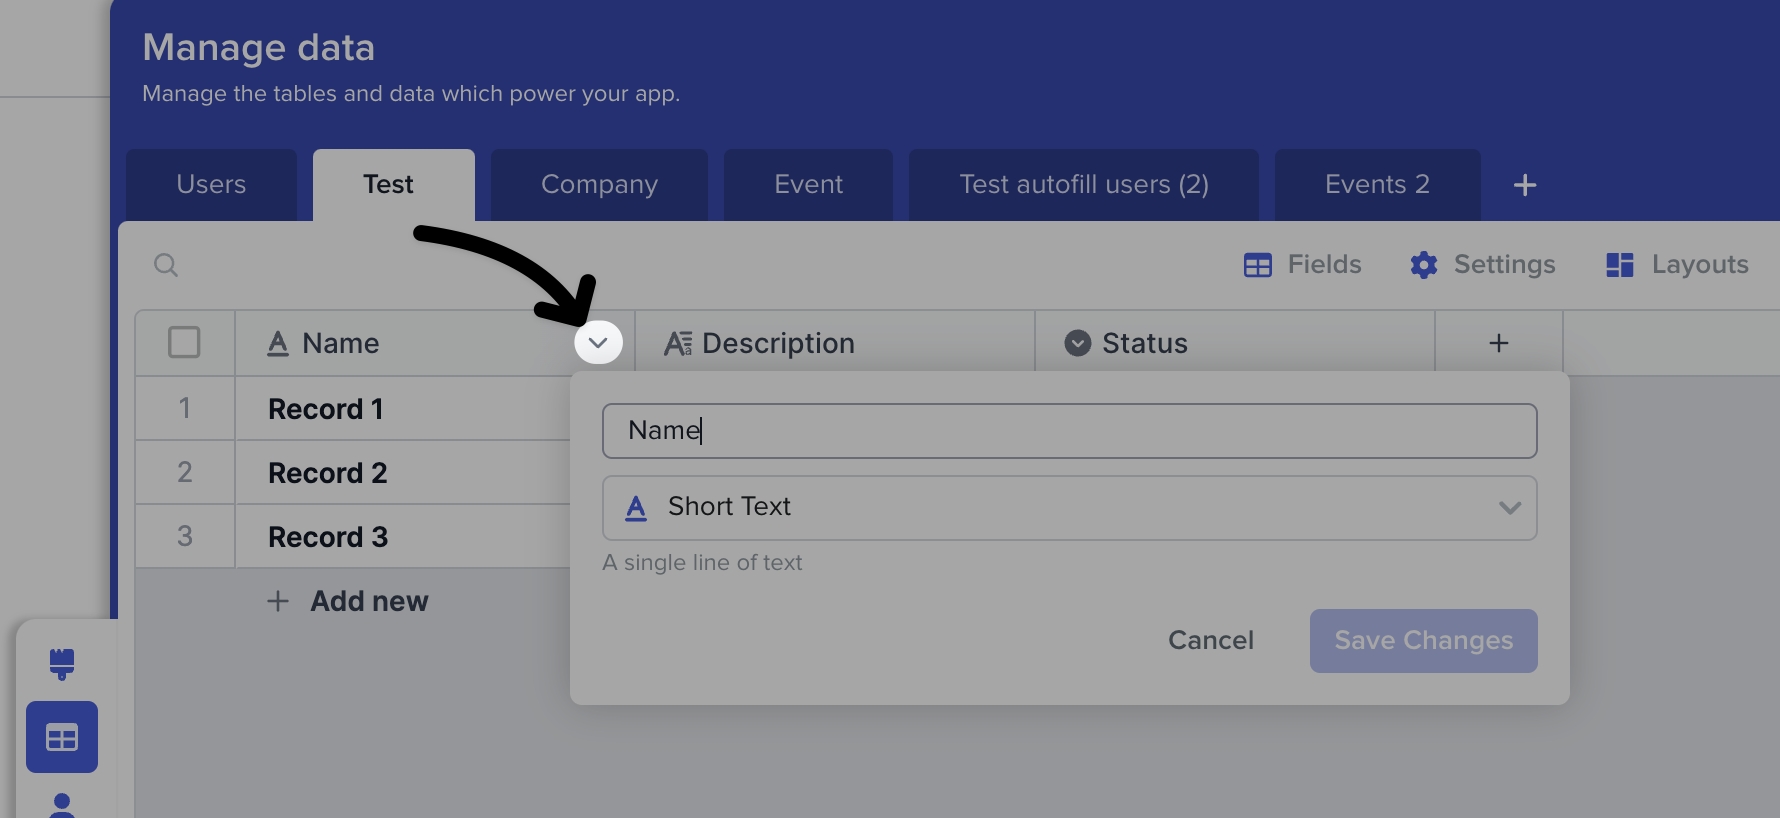 Manage data
Manage the tables and data which power your app.
Users Test Company Event Test autofill users (2) Events 2 +
Fields Settings Layouts
Name Description Status +
1 Record 1
Name
2 Record 2
Short Text
3 Record 3
A single line of text
+ Add new
Cancel Save Changes